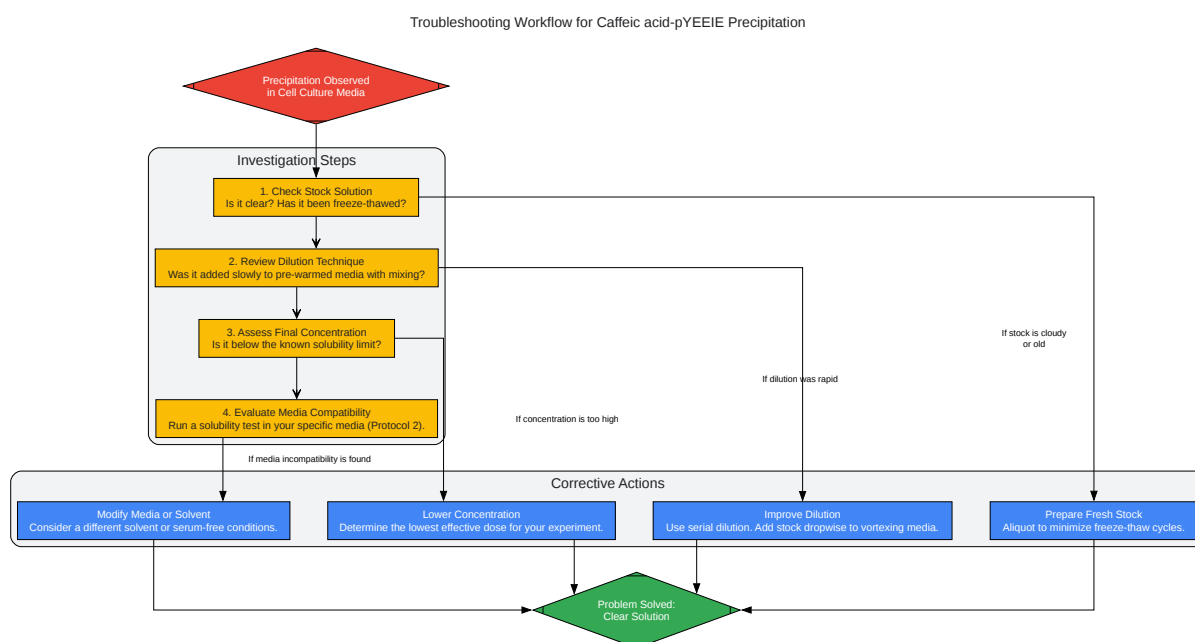 Troubleshooting Workflow for Caffeic acid-pYEEIE Precipitation
Precipitation Observed
in Cell Culture Media
Investigation Steps
1. Check Stock Solution
Is it clear? Has it been freeze-thawed?
2. Review Dilution Technique
Was it added slowly to pre-warmed media with mixing?
3. Assess Final Concentration
Is it below the known solubility limit?
If stock is cloudy
or old
If dilution was rapid
4. Evaluate Media Compatibility
Run a solubility test in your specific media (Protocol 2).
If concentration is too high
If media incompatibility is found
Corrective Actions
Modify Media or Solvent
Consider a different solvent or serum-free conditions.
Lower Concentration
Determine the lowest effective dose for your experiment.
Improve Dilution
Use serial dilution. Add stock dropwise to vortexing media.
Prepare Fresh Stock
Aliquot to minimize freeze-thaw cycles.
Problem Solved:
Clear Solution